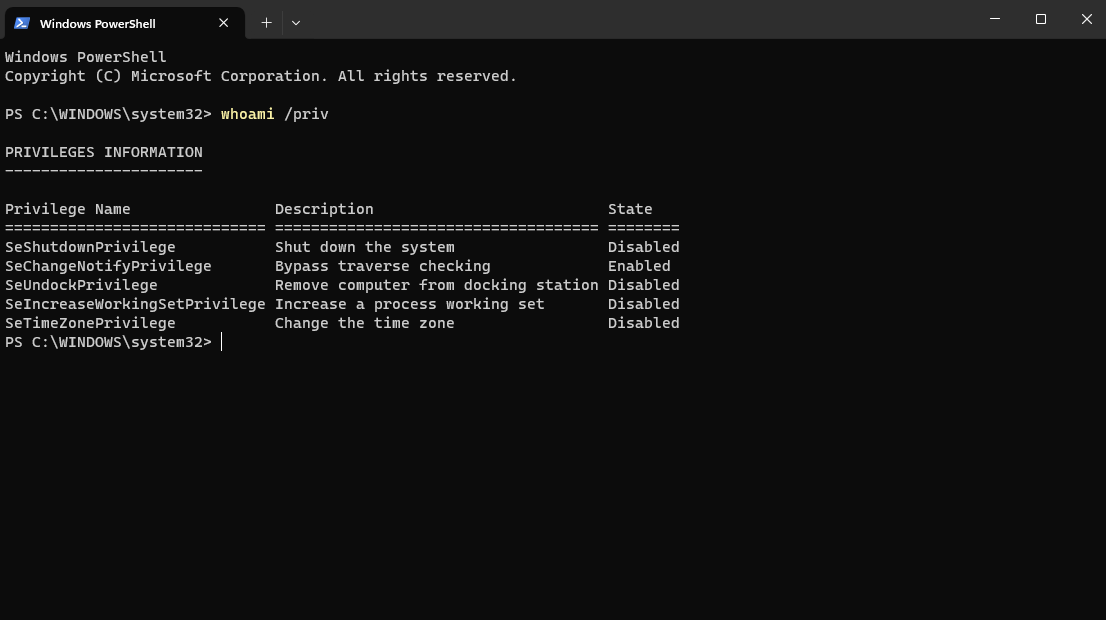 Windows PowerShell
Windows PowerShell
Copyright (C) Microsoft Corporation. All rights reserved.
PS C:\WINDOWS\system32> whoami /priv
PRIVILEGES INFORMATION
----------------------
Privilege Name                Description                          State
============================= ==================================== ========
SeShutdownPrivilege           Shut down the system                 Disabled
SeChangeNotifyPrivilege       Bypass traverse checking             Enabled
SeUndockPrivilege             Remove computer from docking station Disabled
SeIncreaseWorkingSetPrivilege Increase a process working set       Disabled
SeTimeZonePrivilege           Change the time zone                 Disabled
PS C:\WINDOWS\system32>